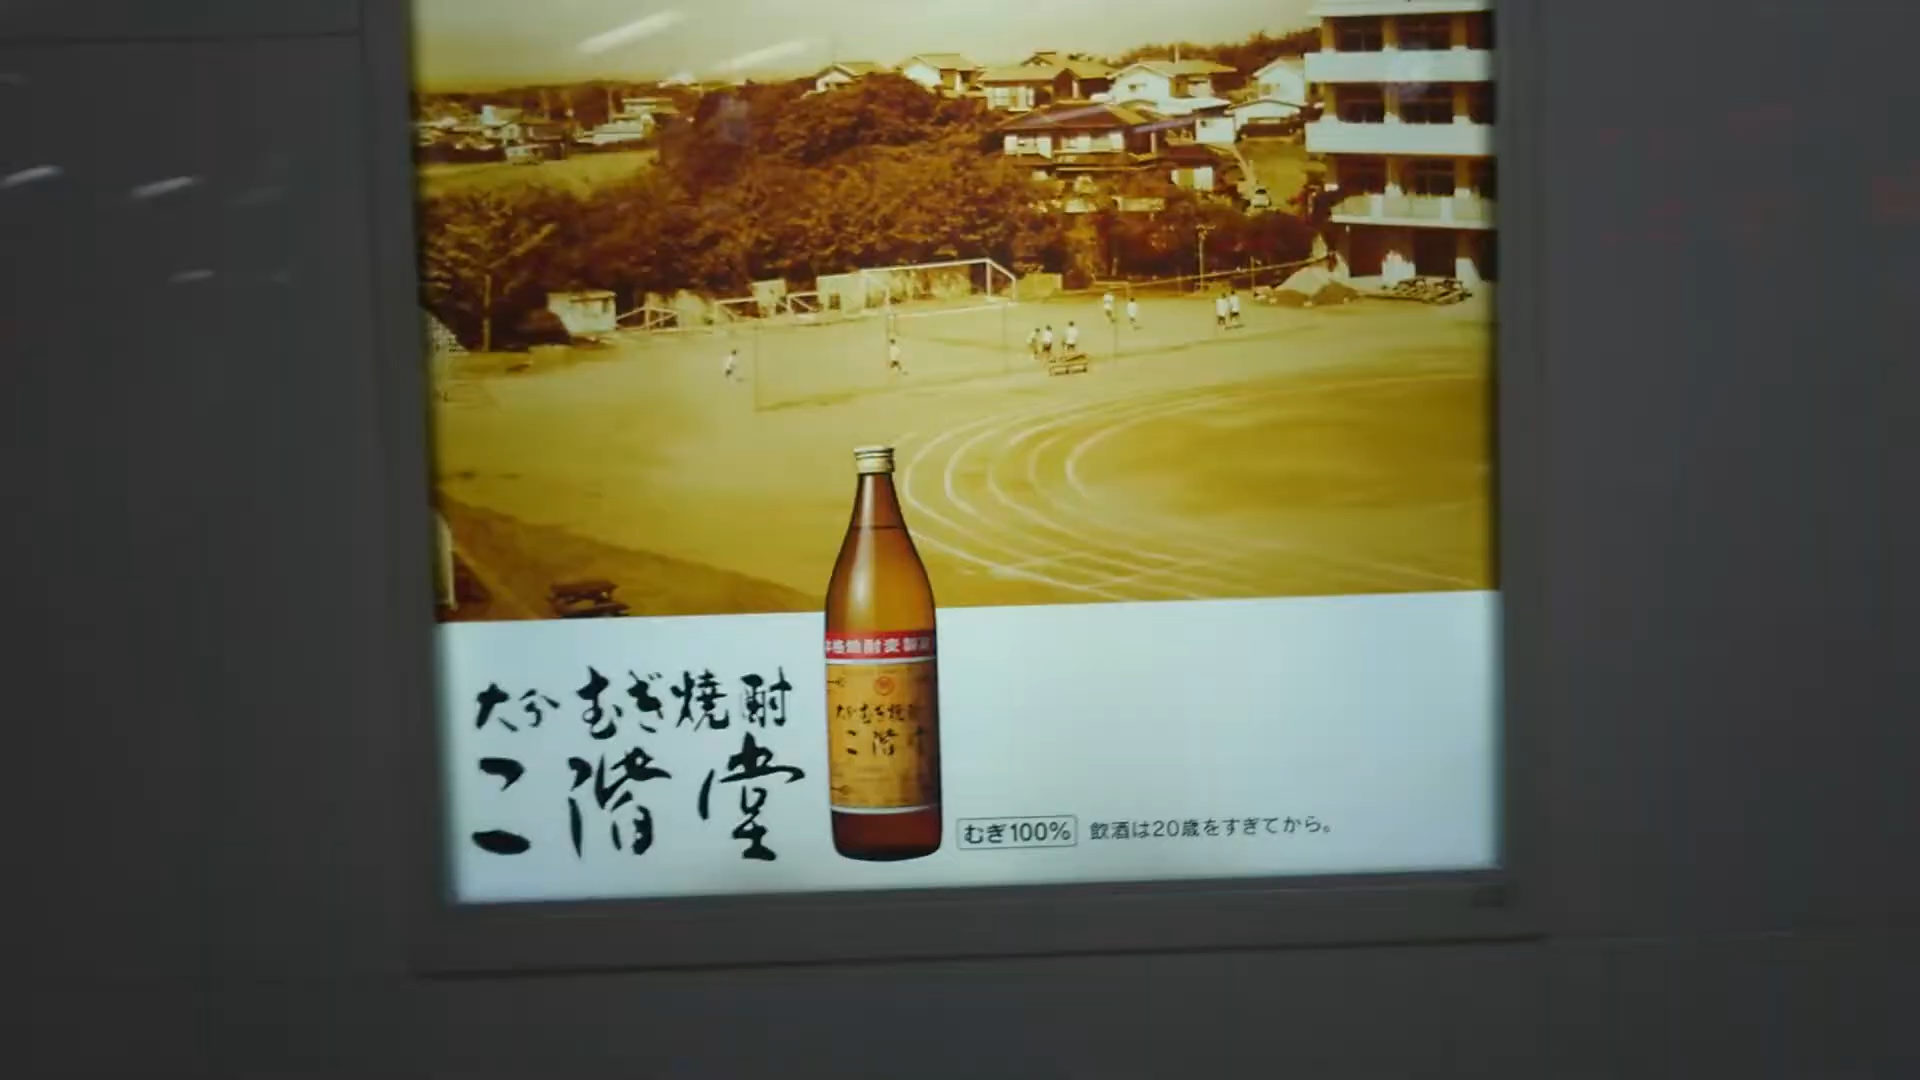 大分むぎ焼酎
二階堂
本格焼酎麦製
大分むぎ焼酎
二階堂
むぎ100% 飲酒は20歳をすぎてから。